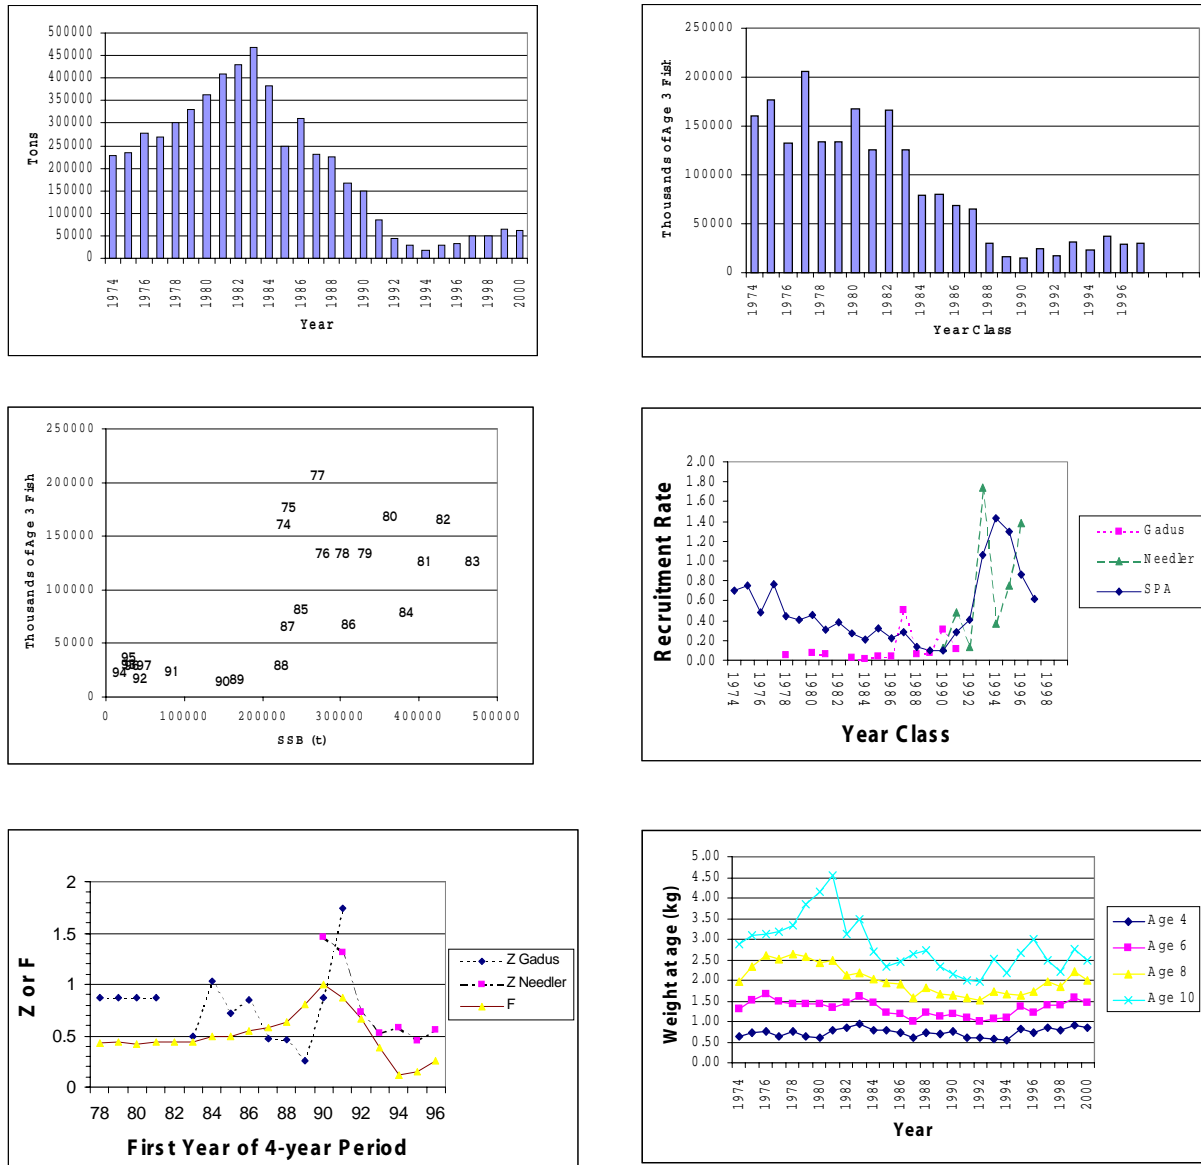 500000
450000
400000
350000
300000
250000
200000
150000
100000
50000
0
Tons
1974 1976 1978 1980 1982 1984 1986 1988 1990 1992 1994 1996 1998 2000
Year
250000
200000
150000
100000
50000
0
Thousands of Age 3 Fish
1974 1976 1978 1980 1982 1984 1986 1988 1990 1992 1994 1996
Year Class
250000
200000
150000
100000
50000
0
Thousands of Age 3 Fish
77
75
74
80
82
76 78 79
81 83
85
84
87
86
95
97
88
94
92
91
90 89
0 100000 200000 300000 400000 500000
SSB (t)
2.00
1.80
1.60
1.40
1.20
1.00
0.80
0.60
0.40
0.20
0.00
Recruitment Rate
1974 1976 1978 1980 1982 1984 1986 1988 1990 1992 1994 1996 1998
Year Class
Gadus
Needler
SPA
2
1.5
1
0.5
0
Z or F
78 80 82 84 86 88 90 92 94 96
First Year of 4-year Period
Z Gadus
Z Needler
F
5.00
4.50
4.00
3.50
3.00
2.50
2.00
1.50
1.00
0.50
0.00
Weight at age (kg)
1974 1976 1978 1980 1982 1984 1986 1988 1990 1992 1994 1996 1998 2000
Year
Age 4
Age 6
Age 8
Age 10